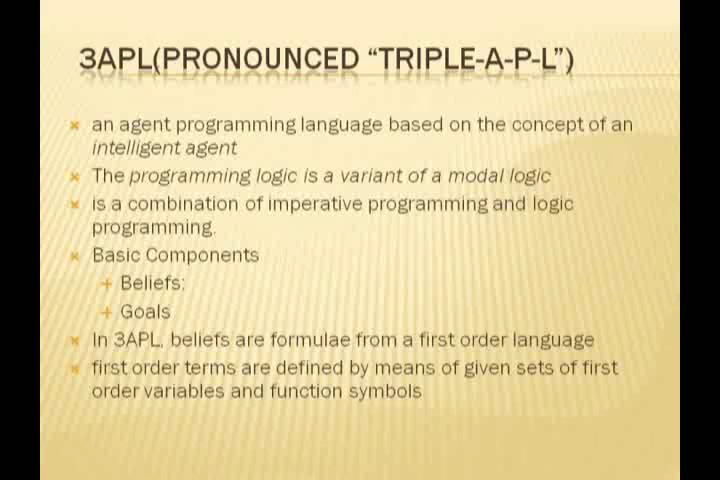 3APL(PRONOUNCED “TRIPLE-A-P-L”)
an agent programming language based on the concept of an
intelligent agent
The programming logic is a variant of a modal logic
is a combination of imperative programming and logic
programming.
Basic Components
Beliefs:
Goals
In 3APL, beliefs are formulae from a first order language
first order terms are defined by means of given sets of first
order variables and function symbols